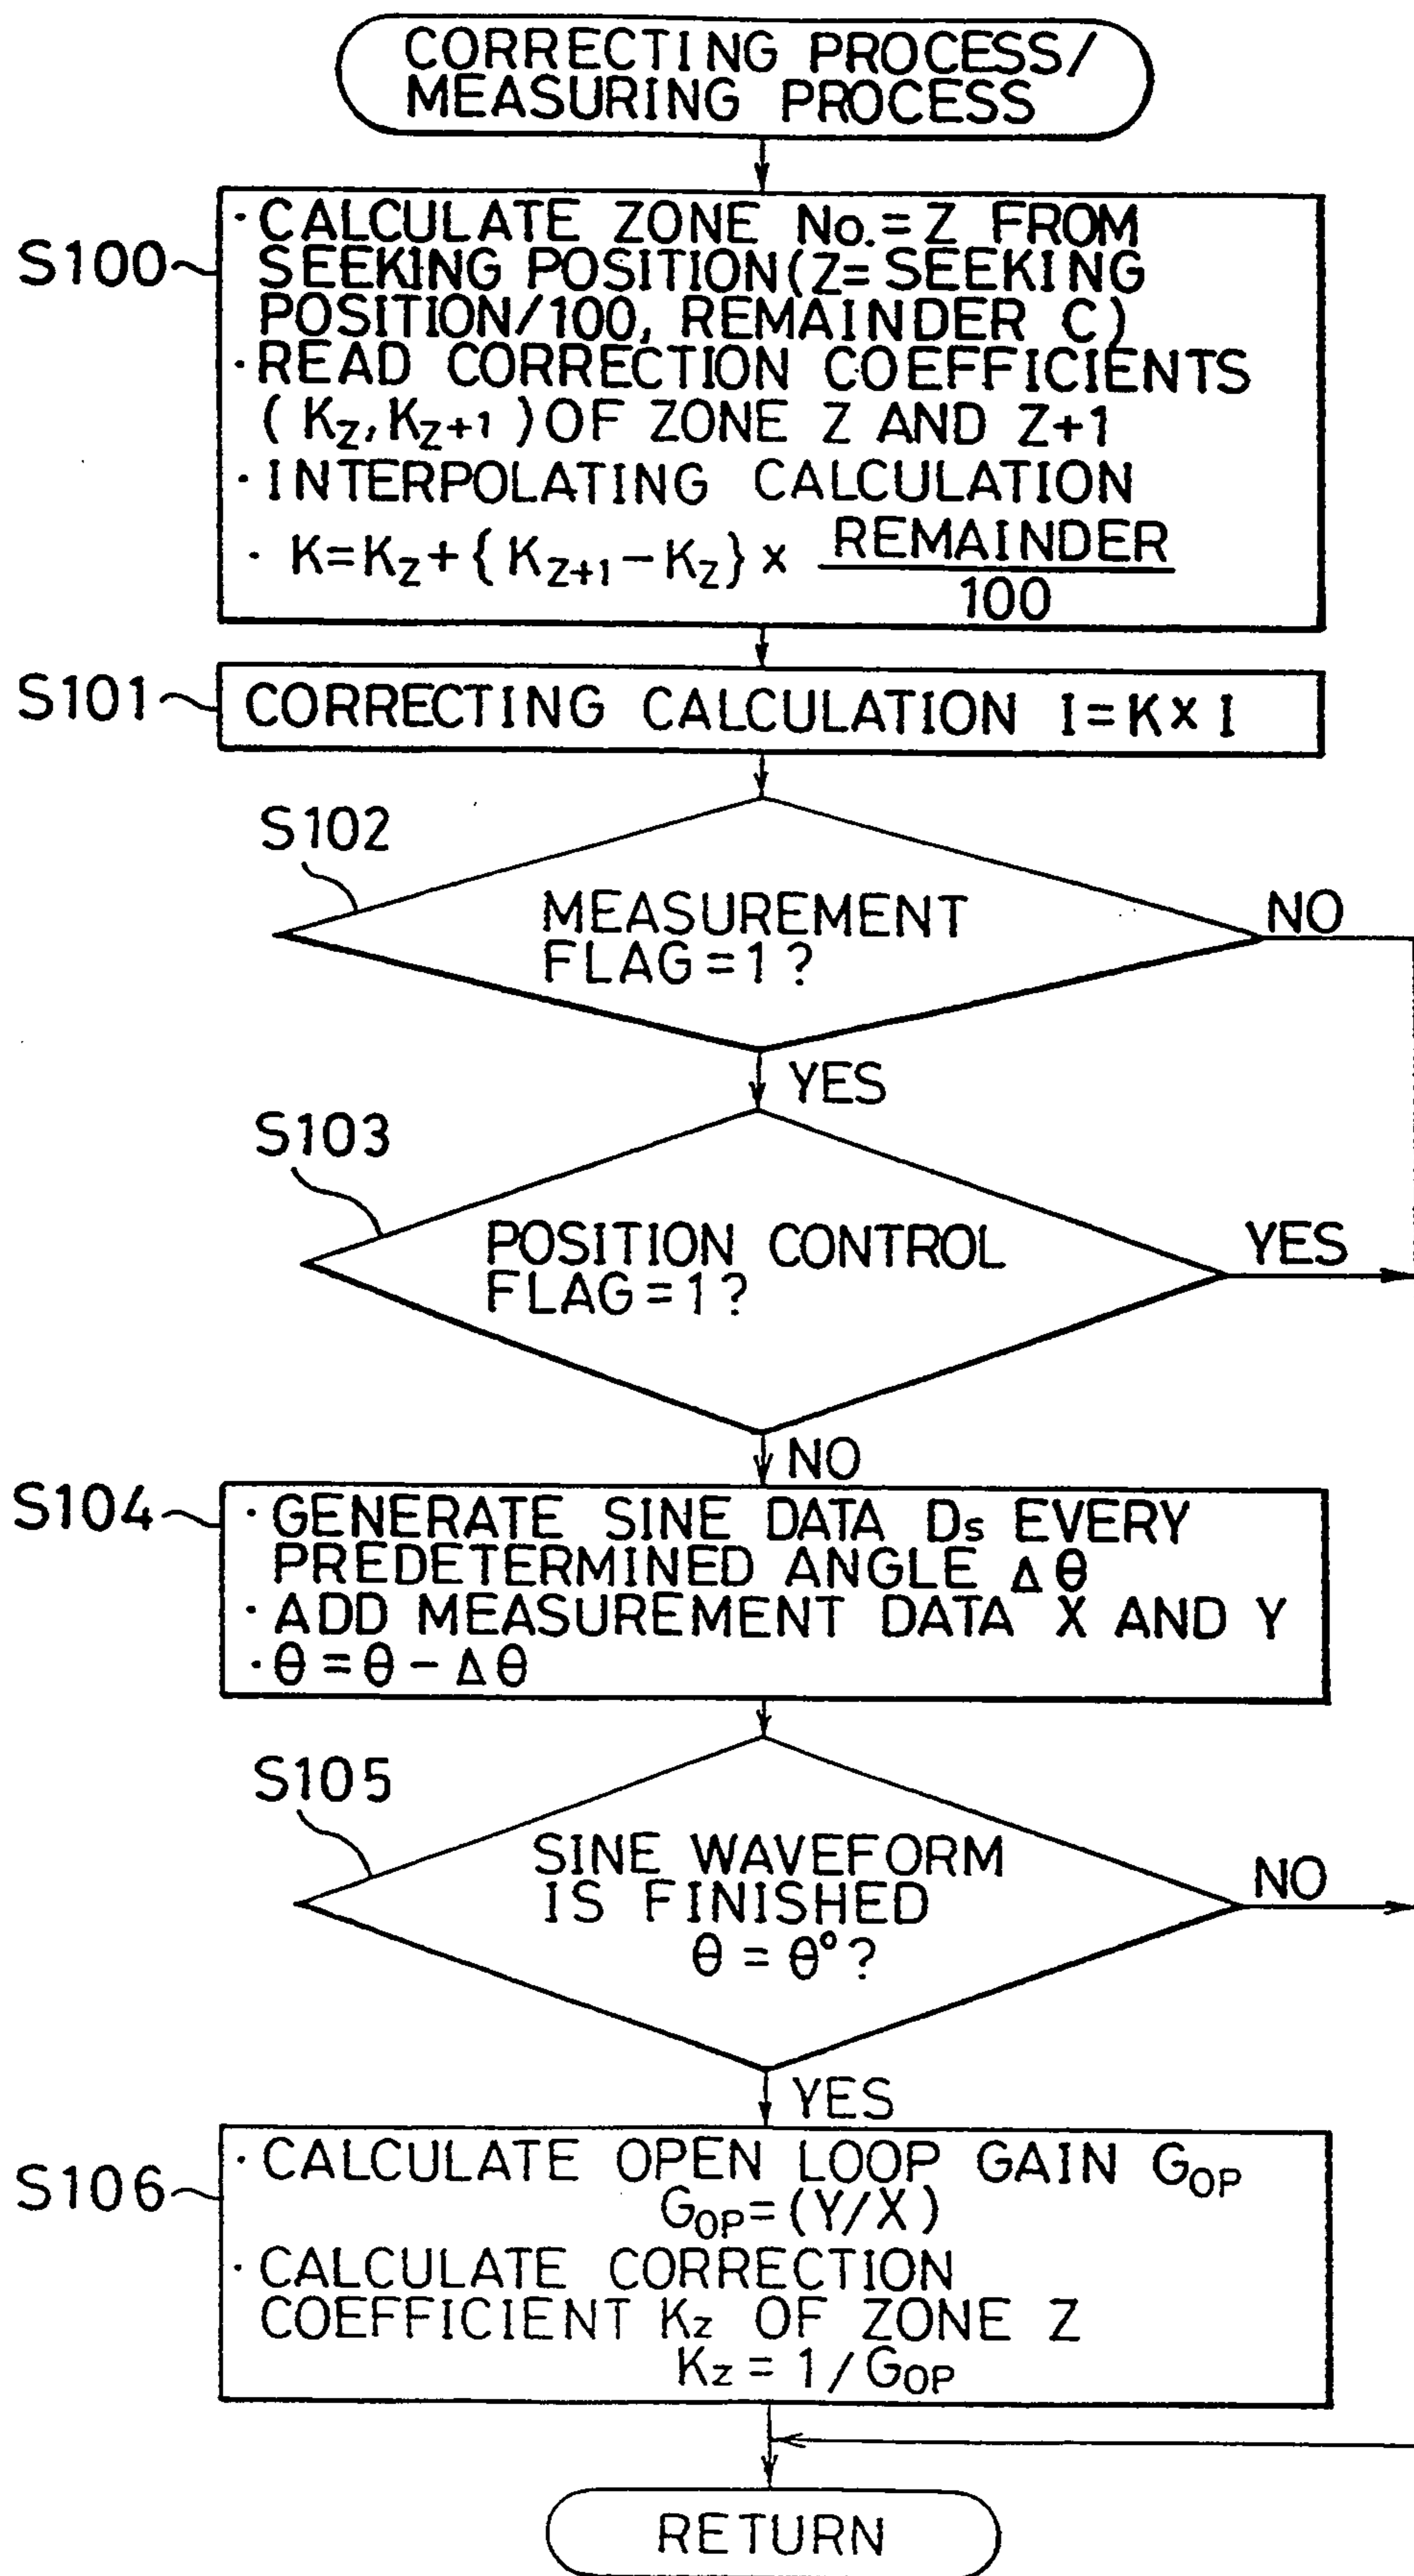 CORRECTING PROCESS/
MEASURING PROCESS
S100
· CALCULATE ZONE No.=Z FROM
SEEKING POSITION(Z=SEEKING
POSITION/100, REMAINDER C)
· READ CORRECTION COEFFICIENTS
(KZ,KZ+1)OF ZONE Z AND Z+1
· INTERPOLATING CALCULATION
· K=KZ+{KZ+1-KZ}× REMAINDER
100
S101
CORRECTING CALCULATION I=K×I
S102
MEASUREMENT
FLAG=1?
NO
YES
S103
POSITION CONTROL
FLAG=1?
YES
NO
S104
· GENERATE SINE DATA Ds EVERY
PREDETERMINED ANGLE Δθ
· ADD MEASUREMENT DATA X AND Y
· θ=θ-Δθ
S105
SINE WAVEFORM
IS FINISHED
θ=θ°?
NO
YES
S106
· CALCULATE OPEN LOOP GAIN GOP
GOP=(Y/X)
· CALCULATE CORRECTION
COEFFICIENT Kz OF ZONE Z
Kz=1/GOP
RETURN